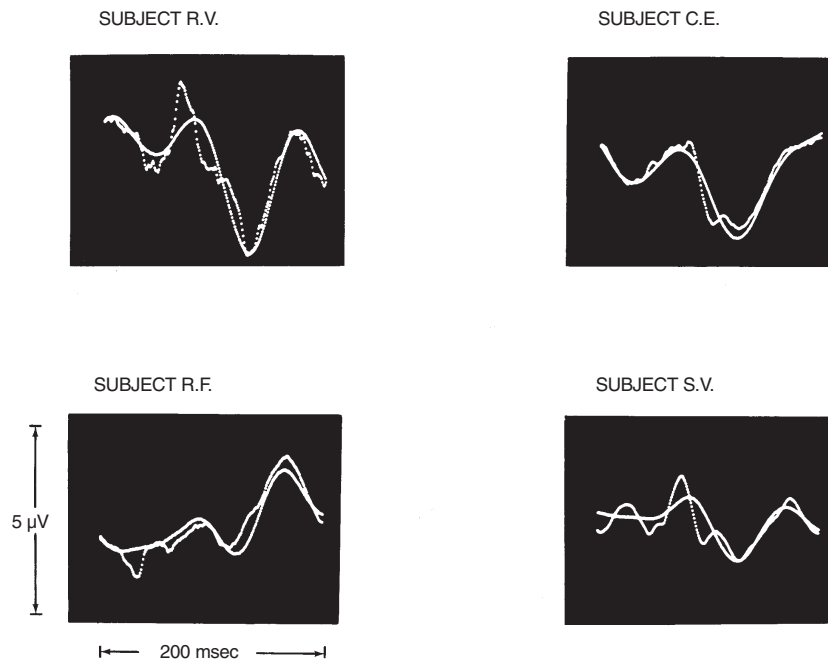 SUBJECT R.V.
SUBJECT C.E.
SUBJECT R.F.
SUBJECT S.V.
5 µV
200 msec